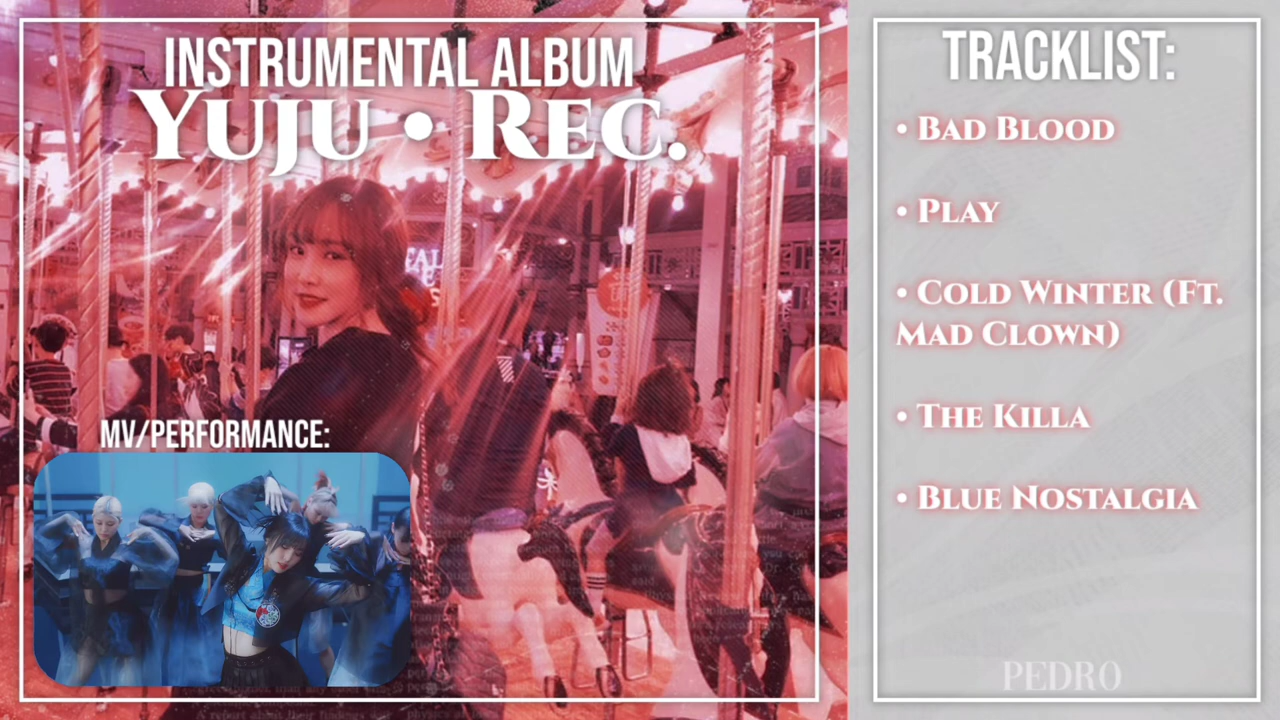 INSTRUMENTAL ALBUM
YUJU • REC.
MV/PERFORMANCE:
TRACKLIST:
• BAD BLOOD
• PLAY
• COLD WINTER (FT.
MAD CLOWN)
• THE KILLA
• BLUE NOSTALGIA
PEDRO